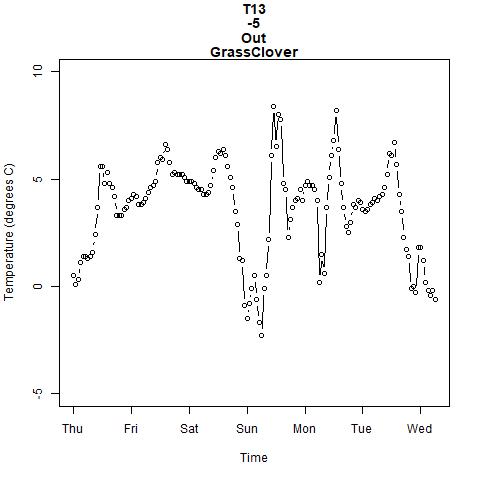 T13
-5
Out
GrassClover
Temperature (degrees C)
10
5
0
-5
Thu Fri Sat Sun Mon Tue Wed
Time